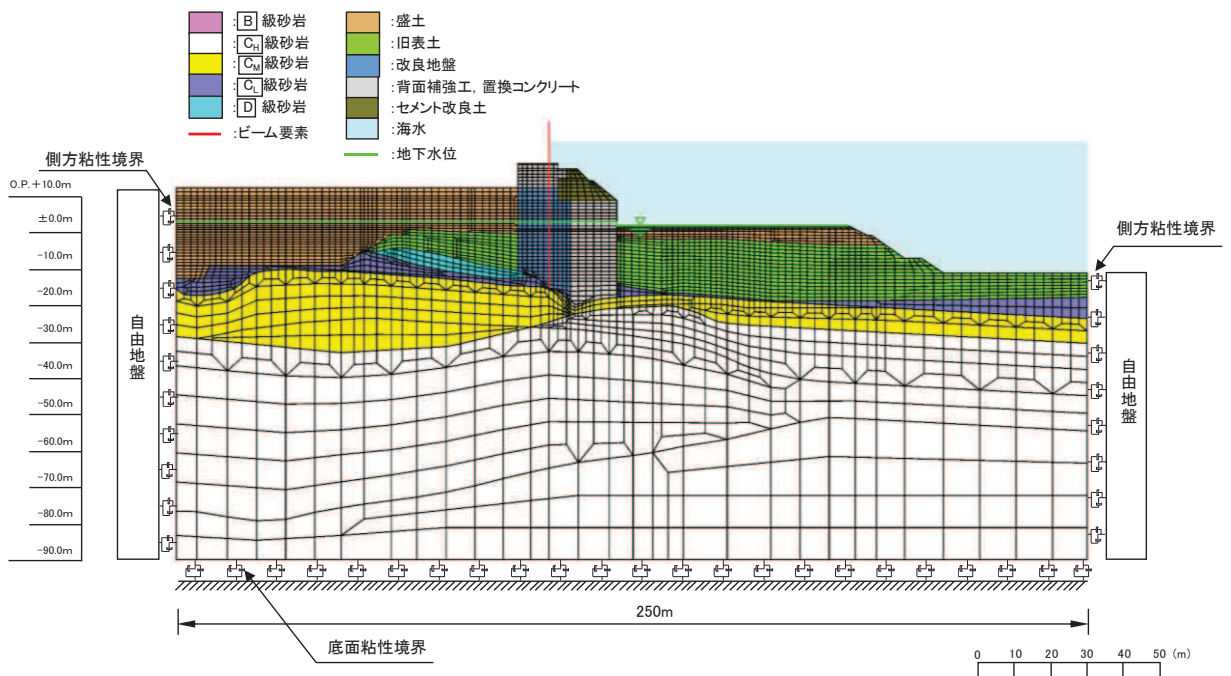 :B 級砂岩
:CH 級砂岩
:CM 級砂岩
:CL 級砂岩
:D 級砂岩
:ビーム要素
:盛土
:旧表土
:改良地盤
:背面補強工, 置換コンクリート
:セメント改良土
:海水
:地下水位
側方粘性境界
O.P.+10.0m
±0.0m
-10.0m
-20.0m
-30.0m
-40.0m
-50.0m
-60.0m
-70.0m
-80.0m
-90.0m
自由地盤
側方粘性境界
自由地盤
250m
底面粘性境界
0 10 20 30 40 50 (m)